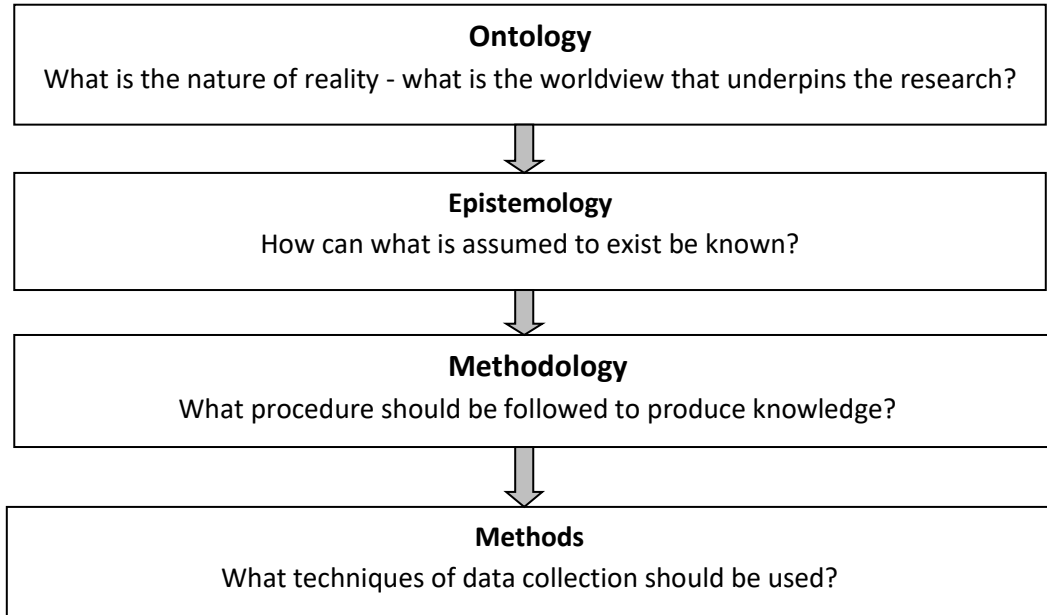 Ontology
What is the nature of reality - what is the worldview that underpins the research?
Epistemology
How can what is assumed to exist be known?
Methodology
What procedure should be followed to produce knowledge?
Methods
What techniques of data collection should be used?